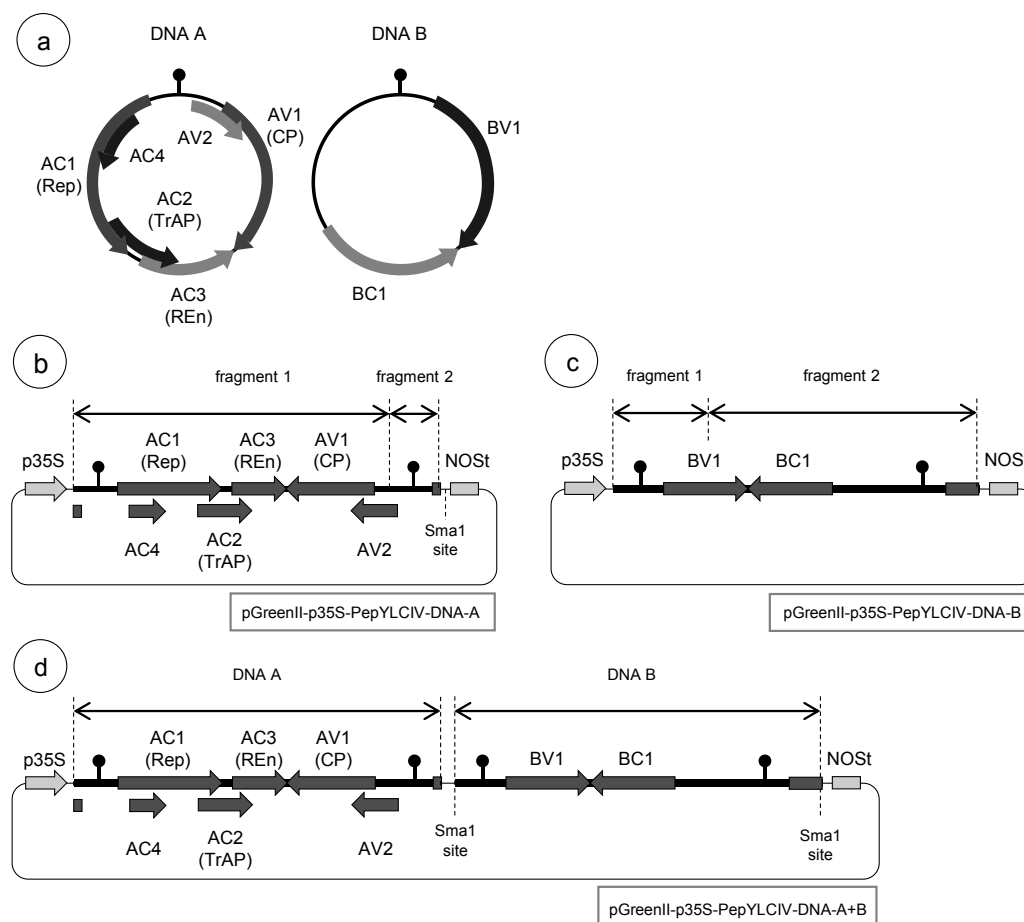 a
DNA A
DNA B
AV1
(CP)
BV1
AV2
AC4
AC1
(Rep)
AC2
(TrAP)
BC1
AC3
(REn)
b
fragment 1
fragment 2
p35S
AC1
(Rep)
AC3
(REn)
AV1
(CP)
NOSt
AC4
AC2
(TrAP)
AV2
Sma1
site
pGreenII-p35S-PepYLCIV-DNA-A
c
fragment 1
fragment 2
p35S
BV1
BC1
NOS
pGreenII-p35S-PepYLCIV-DNA-B
d
DNA A
DNA B
p35S
AC1
(Rep)
AC3
(REn)
AV1
(CP)
BV1
BC1
NOSt
AC4
AC2
(TrAP)
AV2
Sma1
site
Sma1
site
pGreenII-p35S-PepYLCIV-DNA-A+B